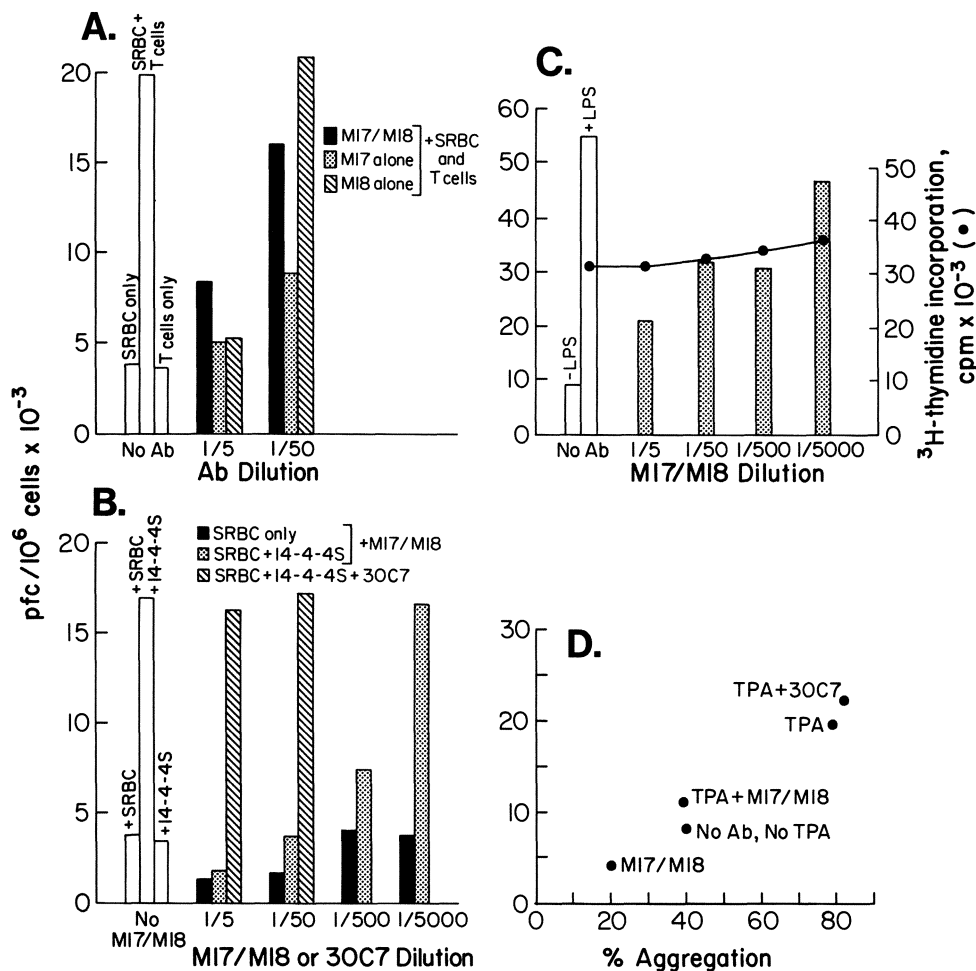 pfc/10⁶ cells x 10⁻³
A.
20
15
10
5
0
SRBC only
SRBC + T cells
T cells only
M17/M18
M17 alone
M18 alone
+SRBC and T cells
No Ab
1/5
1/50
Ab Dilution
B.
20
15
10
5
0
+SRBC
+SRBC +14-4-4S
+14-4-4S
SRBC only
SRBC+14-4-4S
+M17/M18
SRBC+14-4-4S+30C7
No M17/M18
1/5
1/50
1/500
1/5000
M17/M18 or 30C7 Dilution
C.
60
50
40
30
20
10
0
-LPS
+LPS
50
40
30
20
10
0
³H-thymidine incorporation,
cpm x 10⁻³ (●)
No Ab
1/5
1/50
1/500
1/5000
M17/M18 Dilution
D.
30
20
10
0
TPA+30C7
TPA
TPA+M17/M18
No Ab, No TPA
M17/M18
0
20
40
60
80
% Aggregation